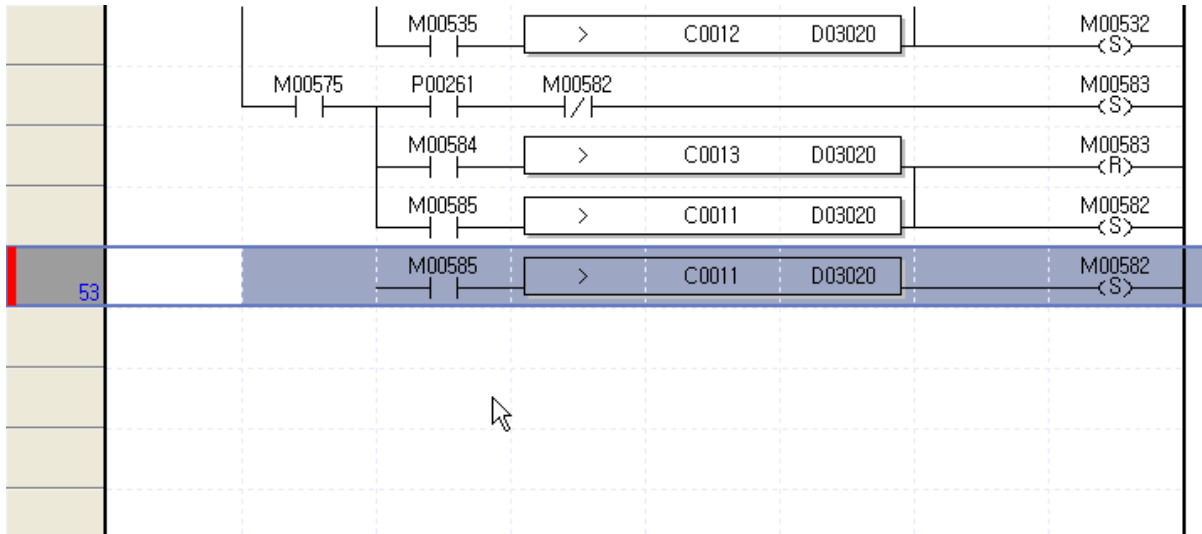 M00535 > C0012 D03020 M00532
(S)
M00575 P00261 M00582 M00583
(S)
M00584 > C0013 D03020 M00583
(R)
M00585 > C0011 D03020 M00582
(S)
M00585 > C0011 D03020 M00582
53 (S)